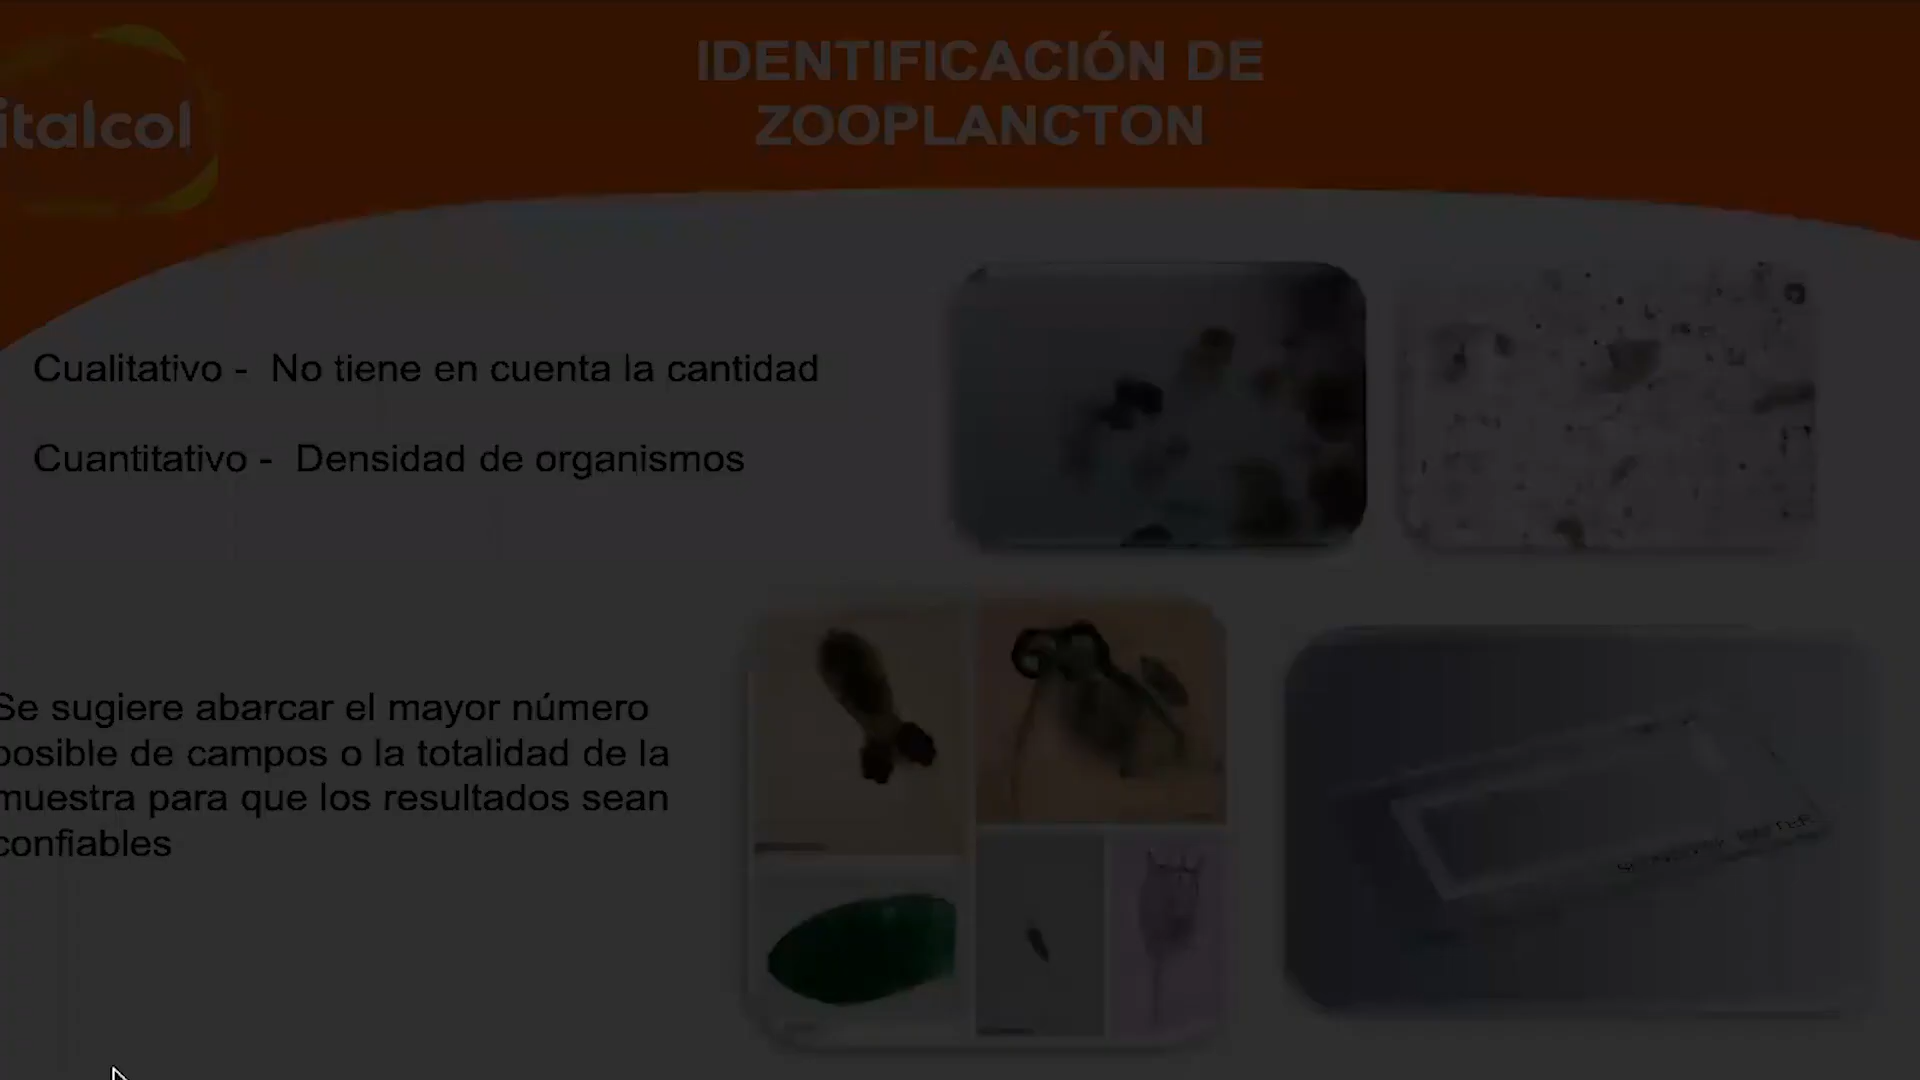 IDENTIFICACIÓN DE
ZOOPLANCTON
italcol
Cualitativo - No tiene en cuenta la cantidad
Cuantitativo - Densidad de organismos
Se sugiere abarcar el mayor número
posible de campos o la totalidad de la
muestra para que los resultados sean
confiables